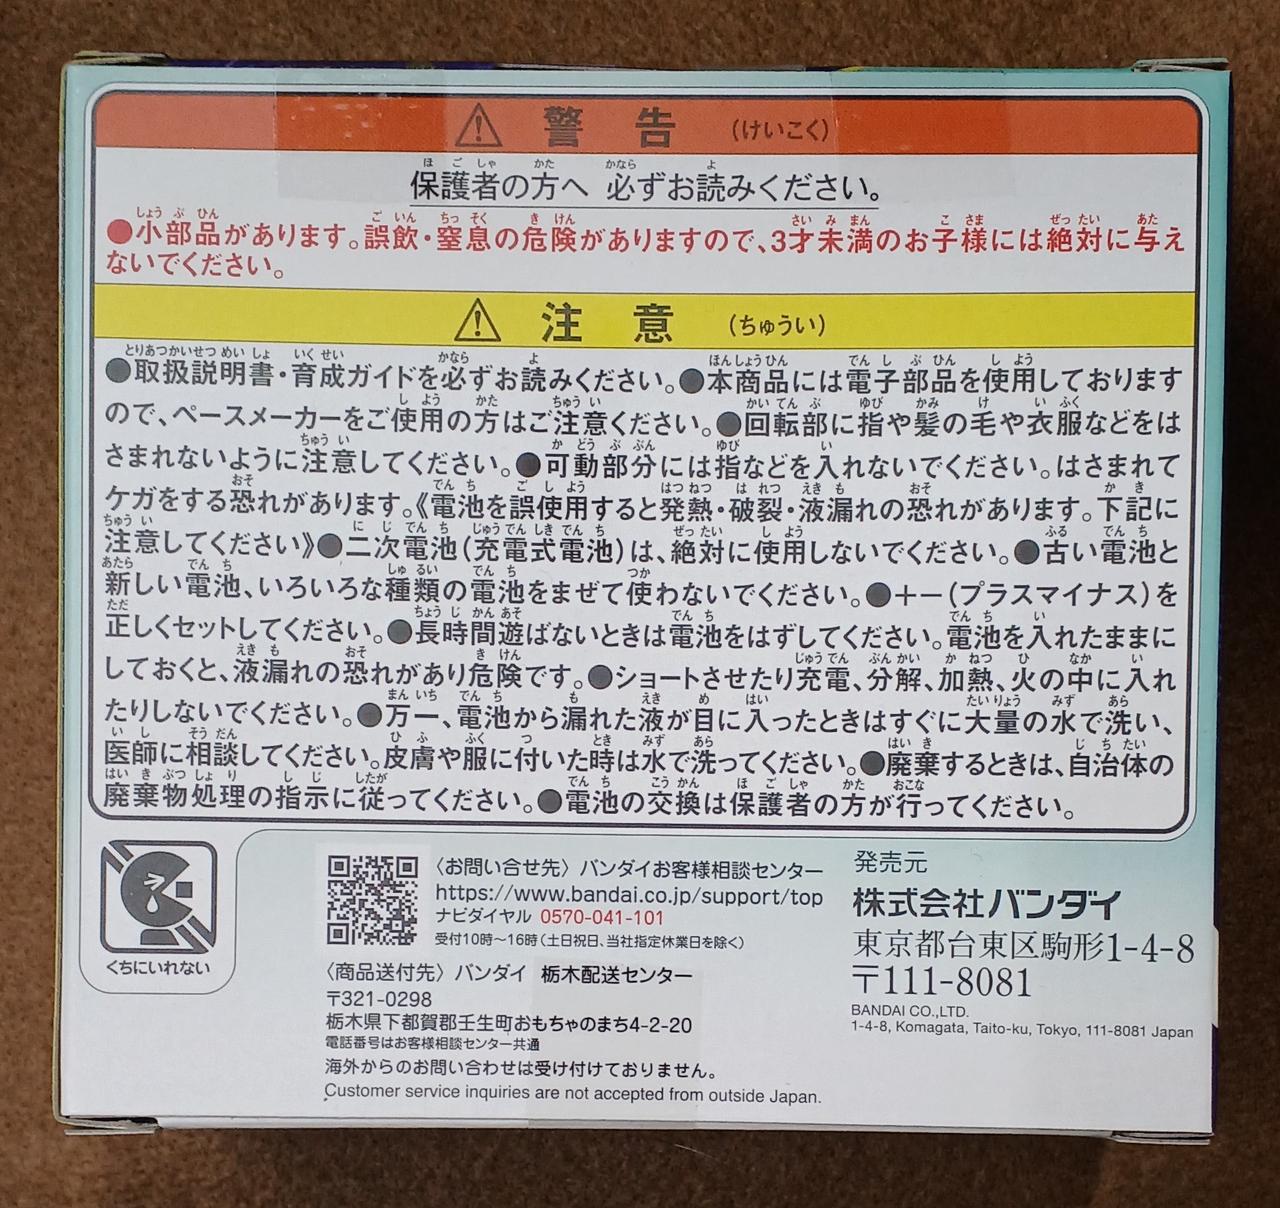 警告 (けいこく)
保護者の方へ 必ずお読みください。
●小部品があります。誤飲・窒息の危険がありますので、3才未満のお子様には絶対に与え
ないでください。
注意 (ちゅうい)
●取扱説明書・育成ガイドを必ずお読みください。●本商品には電子部品を使用しております
ので、ペースメーカーをご使用の方はご注意ください。●回転部に指や髪の毛や衣服などをは
さまれないように注意してください。●可動部分には指などを入れないでください。はさまれて
ケガをする恐れがあります。《電池を誤使用すると発熱・破裂・液漏れの恐れがあります。下記に
注意してください》●二次電池(充電式電池)は、絶対に使用しないでください。●古い電池と
新しい電池、いろいろな種類の電池をまぜて使わないでください。●+-(プラスマイナス)を
正しくセットしてください。●長時間遊ばないときは電池をはずしてください。電池を入れたままに
しておくと、液漏れの恐れがあり危険です。●ショートさせたり充電、分解、加熱、火の中に入れ
たりしないでください。●万一、電池から漏れた液が目に入ったときはすぐに大量の水で洗い、
医師に相談してください。皮膚や服に付いた時は水で洗ってください。●廃棄するときは、自治体の
廃棄物処理の指示に従ってください。●電池の交換は保護者の方が行ってください。
くちにいれない
〈お問い合せ先〉バンダイお客様相談センター
https://www.bandai.co.jp/support/top
ナビダイヤル 0570-041-101
受付10時〜16時(土日祝日、当社指定休業日を除く)
〈商品送付先〉バンダイ 栃木配送センター
〒321-0298
栃木県下都賀郡壬生町おもちゃのまち4-2-20
電話番号はお客様相談センター共通
海外からのお問い合わせは受け付けておりません。
Customer service inquiries are not accepted from outside Japan.
発売元
株式会社バンダイ
東京都台東区駒形1-4-8
〒111-8081
BANDAI CO.,LTD.
1-4-8, Komagata, Taito-ku, Tokyo, 111-8081 Japan